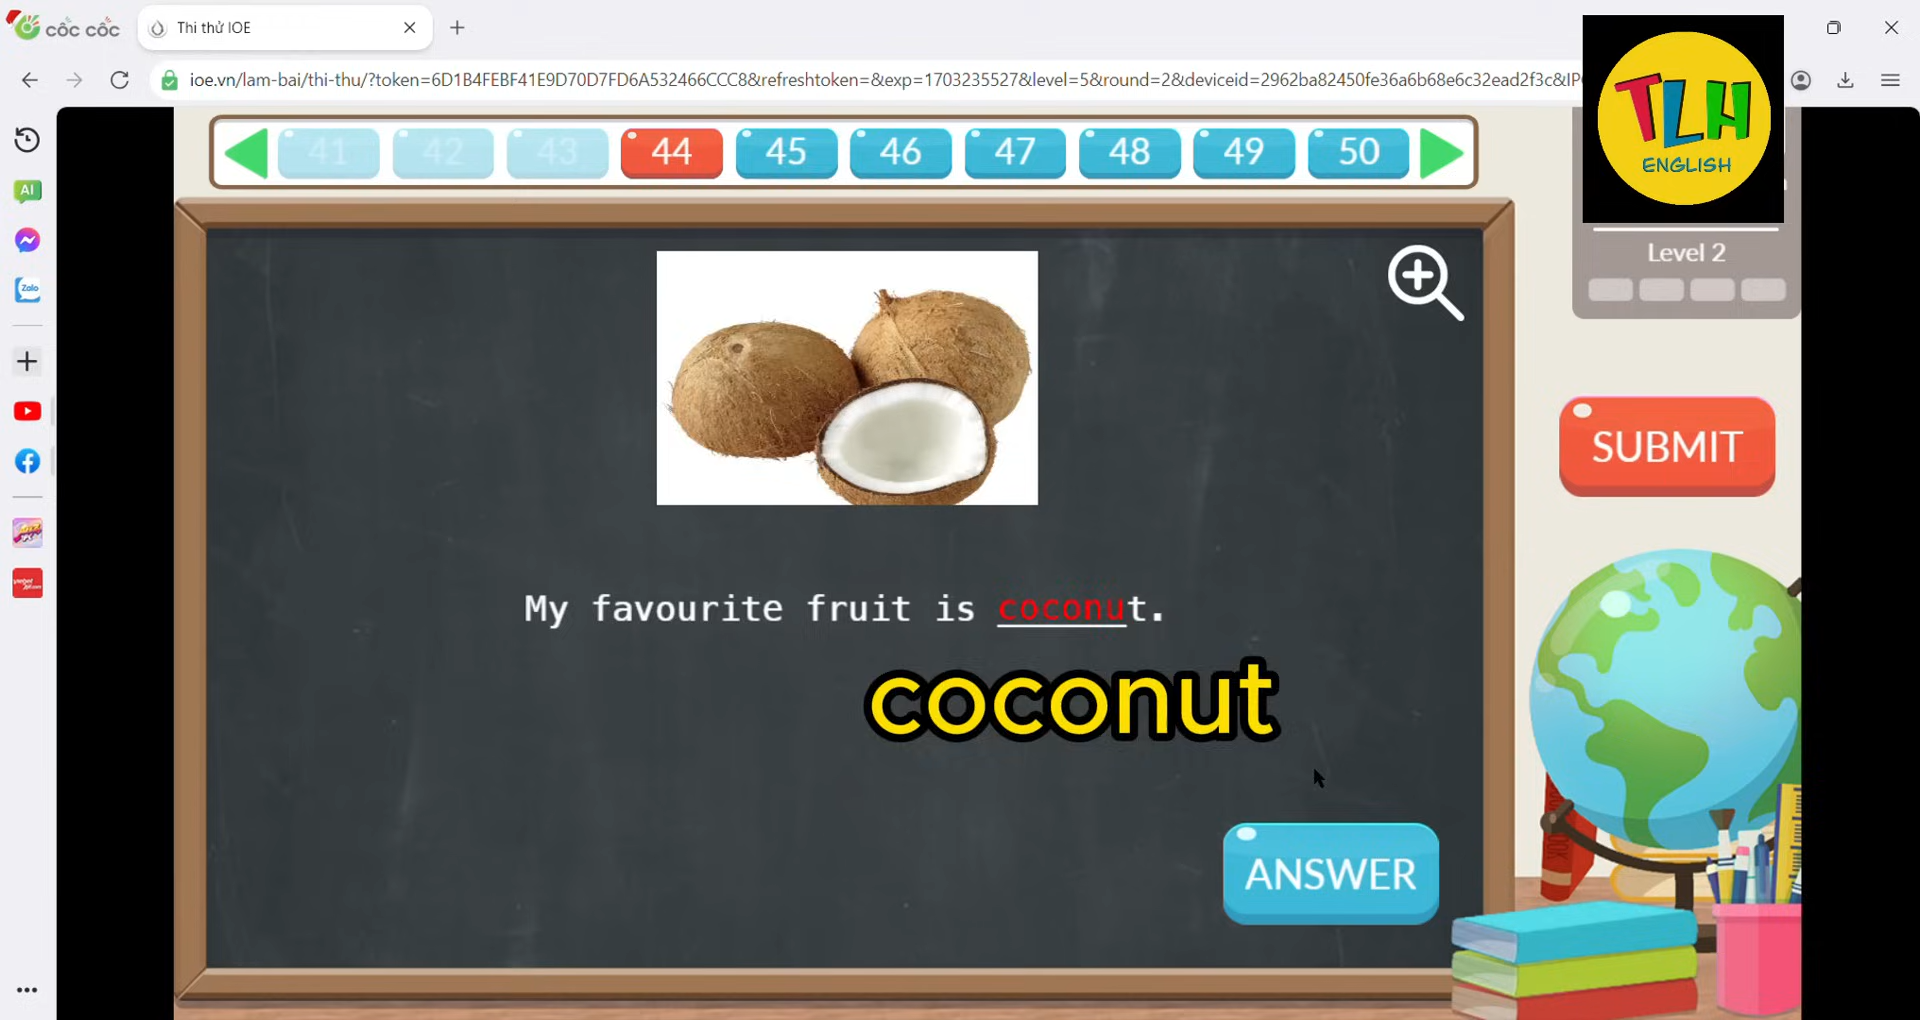 cốc cốc
Thi thử IOE
ioe.vn/lam-bai/thi-thu/?token=6D1B4FEBF41E9D70D7FD6A532466CCC8&refreshtoken=&exp=1703235527&level=5&round=2&deviceid=2962ba82450fe36a6b68e6c32ead2f3c&IP
AI
Zalo
41 42 43 44 45 46 47 48 49 50
TLH
ENGLISH
Level 2
SUBMIT
My favourite fruit is coconut.
coconut
ANSWER